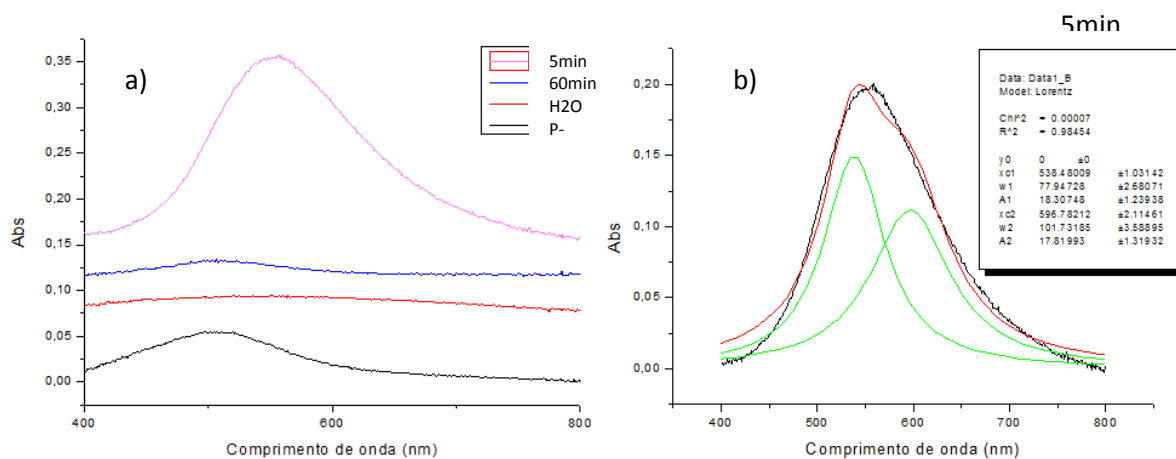 5min
a)
5min
60min
H2O
P-
0,35
0,30
0,25
0,20
0,15
0,10
0,05
0,00
Abs
400 600 800
Comprimento de onda (nm)
b)
0,20
0,15
0,10
0,05
0,00
Abs
400 500 600 700 800
Comprimento de onda (nm)
Data: Data1_B
Model: Lorentz
Chi^2 = 0.00007
R^2 = 0.98454
y0 0 ±0
xc1 538.48009 ±1.03142
w1 77.94728 ±2.68071
A1 18.30748 ±1.23938
xc2 596.78212 ±2.11461
w2 101.73185 ±3.58895
A2 17.81993 ±1.31932